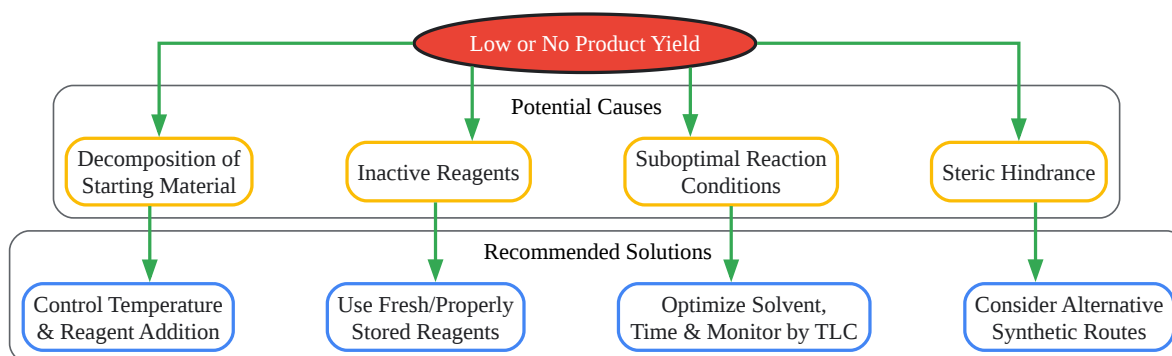 Low or No Product Yield
Potential Causes
Decomposition of
Starting Material
Inactive Reagents
Suboptimal Reaction
Conditions
Steric Hindrance
Recommended Solutions
Control Temperature
& Reagent Addition
Use Fresh/Properly
Stored Reagents
Optimize Solvent,
Time & Monitor by TLC
Consider Alternative
Synthetic Routes